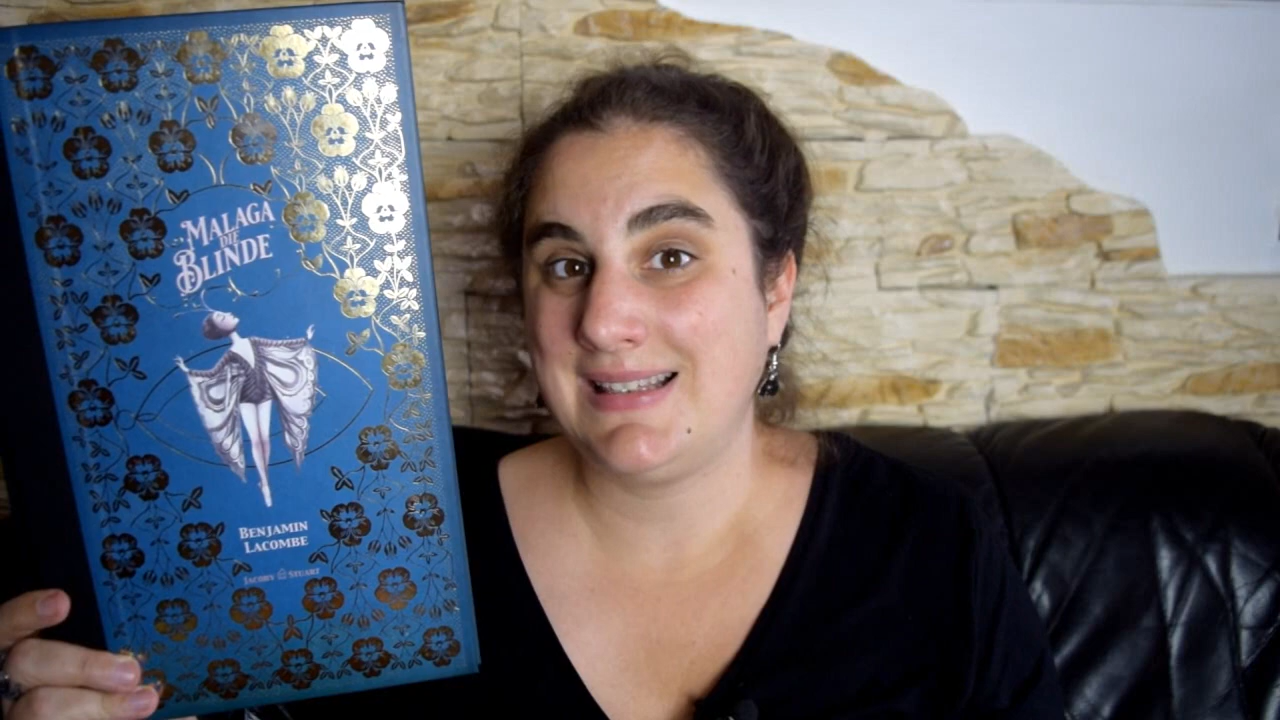 MALAGA
DIE
BLINDE
BENJAMIN
LACOMBE
JACOBY STUART